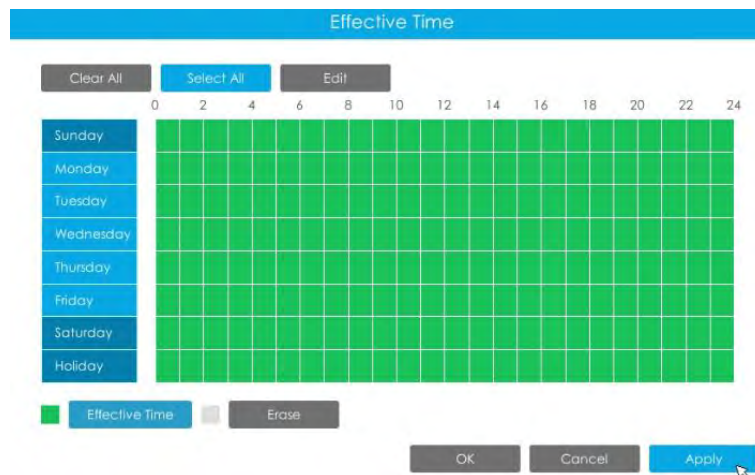 Effective Time
Clear All Select All Edit
0 2 4 6 8 10 12 14 16 18 20 22 24
Sunday
Monday
Tuesday
Wednesday
Thursday
Friday
Saturday
Holiday
Effective Time Erase
OK Cancel Apply